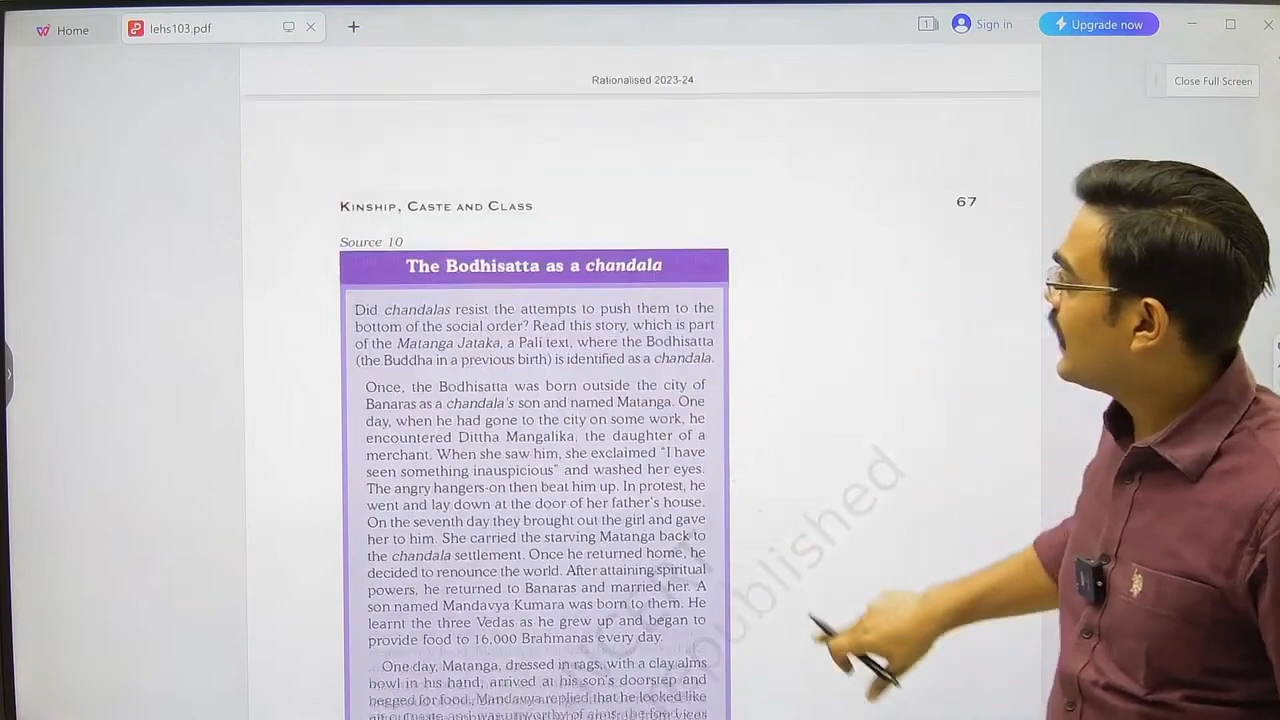 Home
lehs103.pdf
1
Sign in
Upgrade now
Rationalised 2023-24
Close Full Screen
KINSHIP, CASTE AND CLASS
67
Source 10
The Bodhisatta as a chandala
Did chandalas resist the attempts to push them to the
bottom of the social order? Read this story, which is part
of the Matanga Jataka, a Pali text, where the Bodhisatta
(the Buddha in a previous birth) is identified as a chandala.
Once, the Bodhisatta was born outside the city of
Banaras as a chandala's son and named Matanga. One
day, when he had gone to the city on some work, he
encountered Dittha Mangalika, the daughter of a
merchant. When she saw him, she exclaimed "I have
seen something inauspicious" and washed her eyes.
The angry hangers-on then beat him up. In protest, he
went and lay down at the door of her father's house.
On the seventh day they brought out the girl and gave
her to him. She carried the starving Matanga back to
the chandala settlement. Once he returned home, he
decided to renounce the world. After attaining spiritual
powers, he returned to Banaras and married her. A
son named Mandavya Kumara was born to them. He
learnt the three Vedas as he grew up and began to
provide food to 16,000 Brahmanas every day.
One day, Matanga, dressed in rags, with a clay alms
bowl in his hand, arrived at his son's doorstep and
begged for food. Mandavya replied that he looked like
published